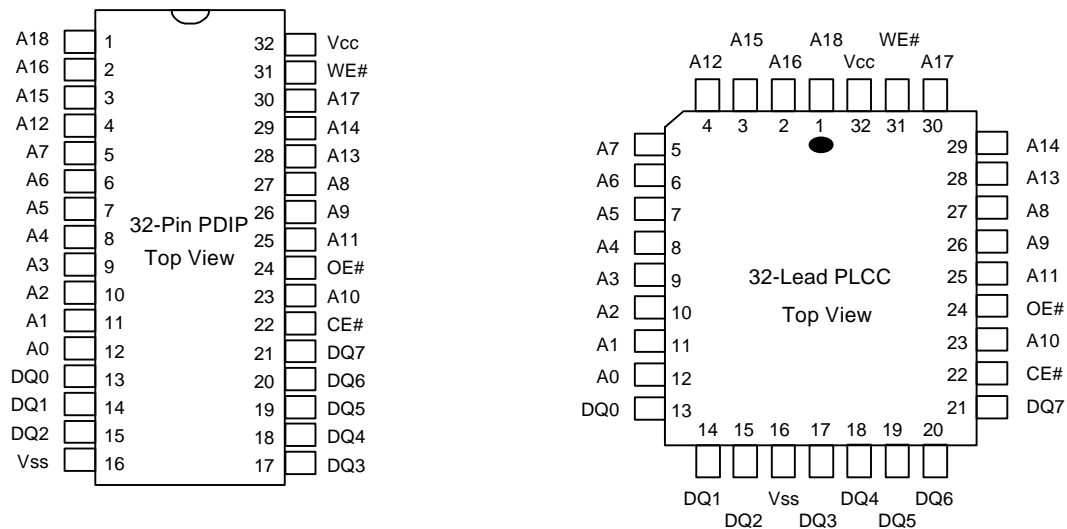 A18 1 32 Vcc
A16 2 31 WE#
A15 3 30 A17
A12 4 29 A14
A7 5 28 A13
A6 6 27 A8
A5 7 26 A9
A4 8 25 A11
A3 9 24 OE#
A2 10 23 A10
A1 11 22 CE#
A0 12 21 DQ7
DQ0 13 20 DQ6
DQ1 14 19 DQ5
DQ2 15 18 DQ4
Vss 16 17 DQ3
32-Pin PDIP
Top View
A15 A18 WE#
A12 A16 Vcc A17
4 3 2 1 32 31 30
A7 5 29 A14
A6 6 28 A13
A5 7 27 A8
A4 8 26 A9
A3 9 25 A11
A2 10 24 OE#
A1 11 23 A10
A0 12 22 CE#
DQ0 13 21 DQ7
32-Lead PLCC
Top View
14 15 16 17 18 19 20
DQ1 Vss DQ4 DQ6
DQ2 DQ3 DQ5